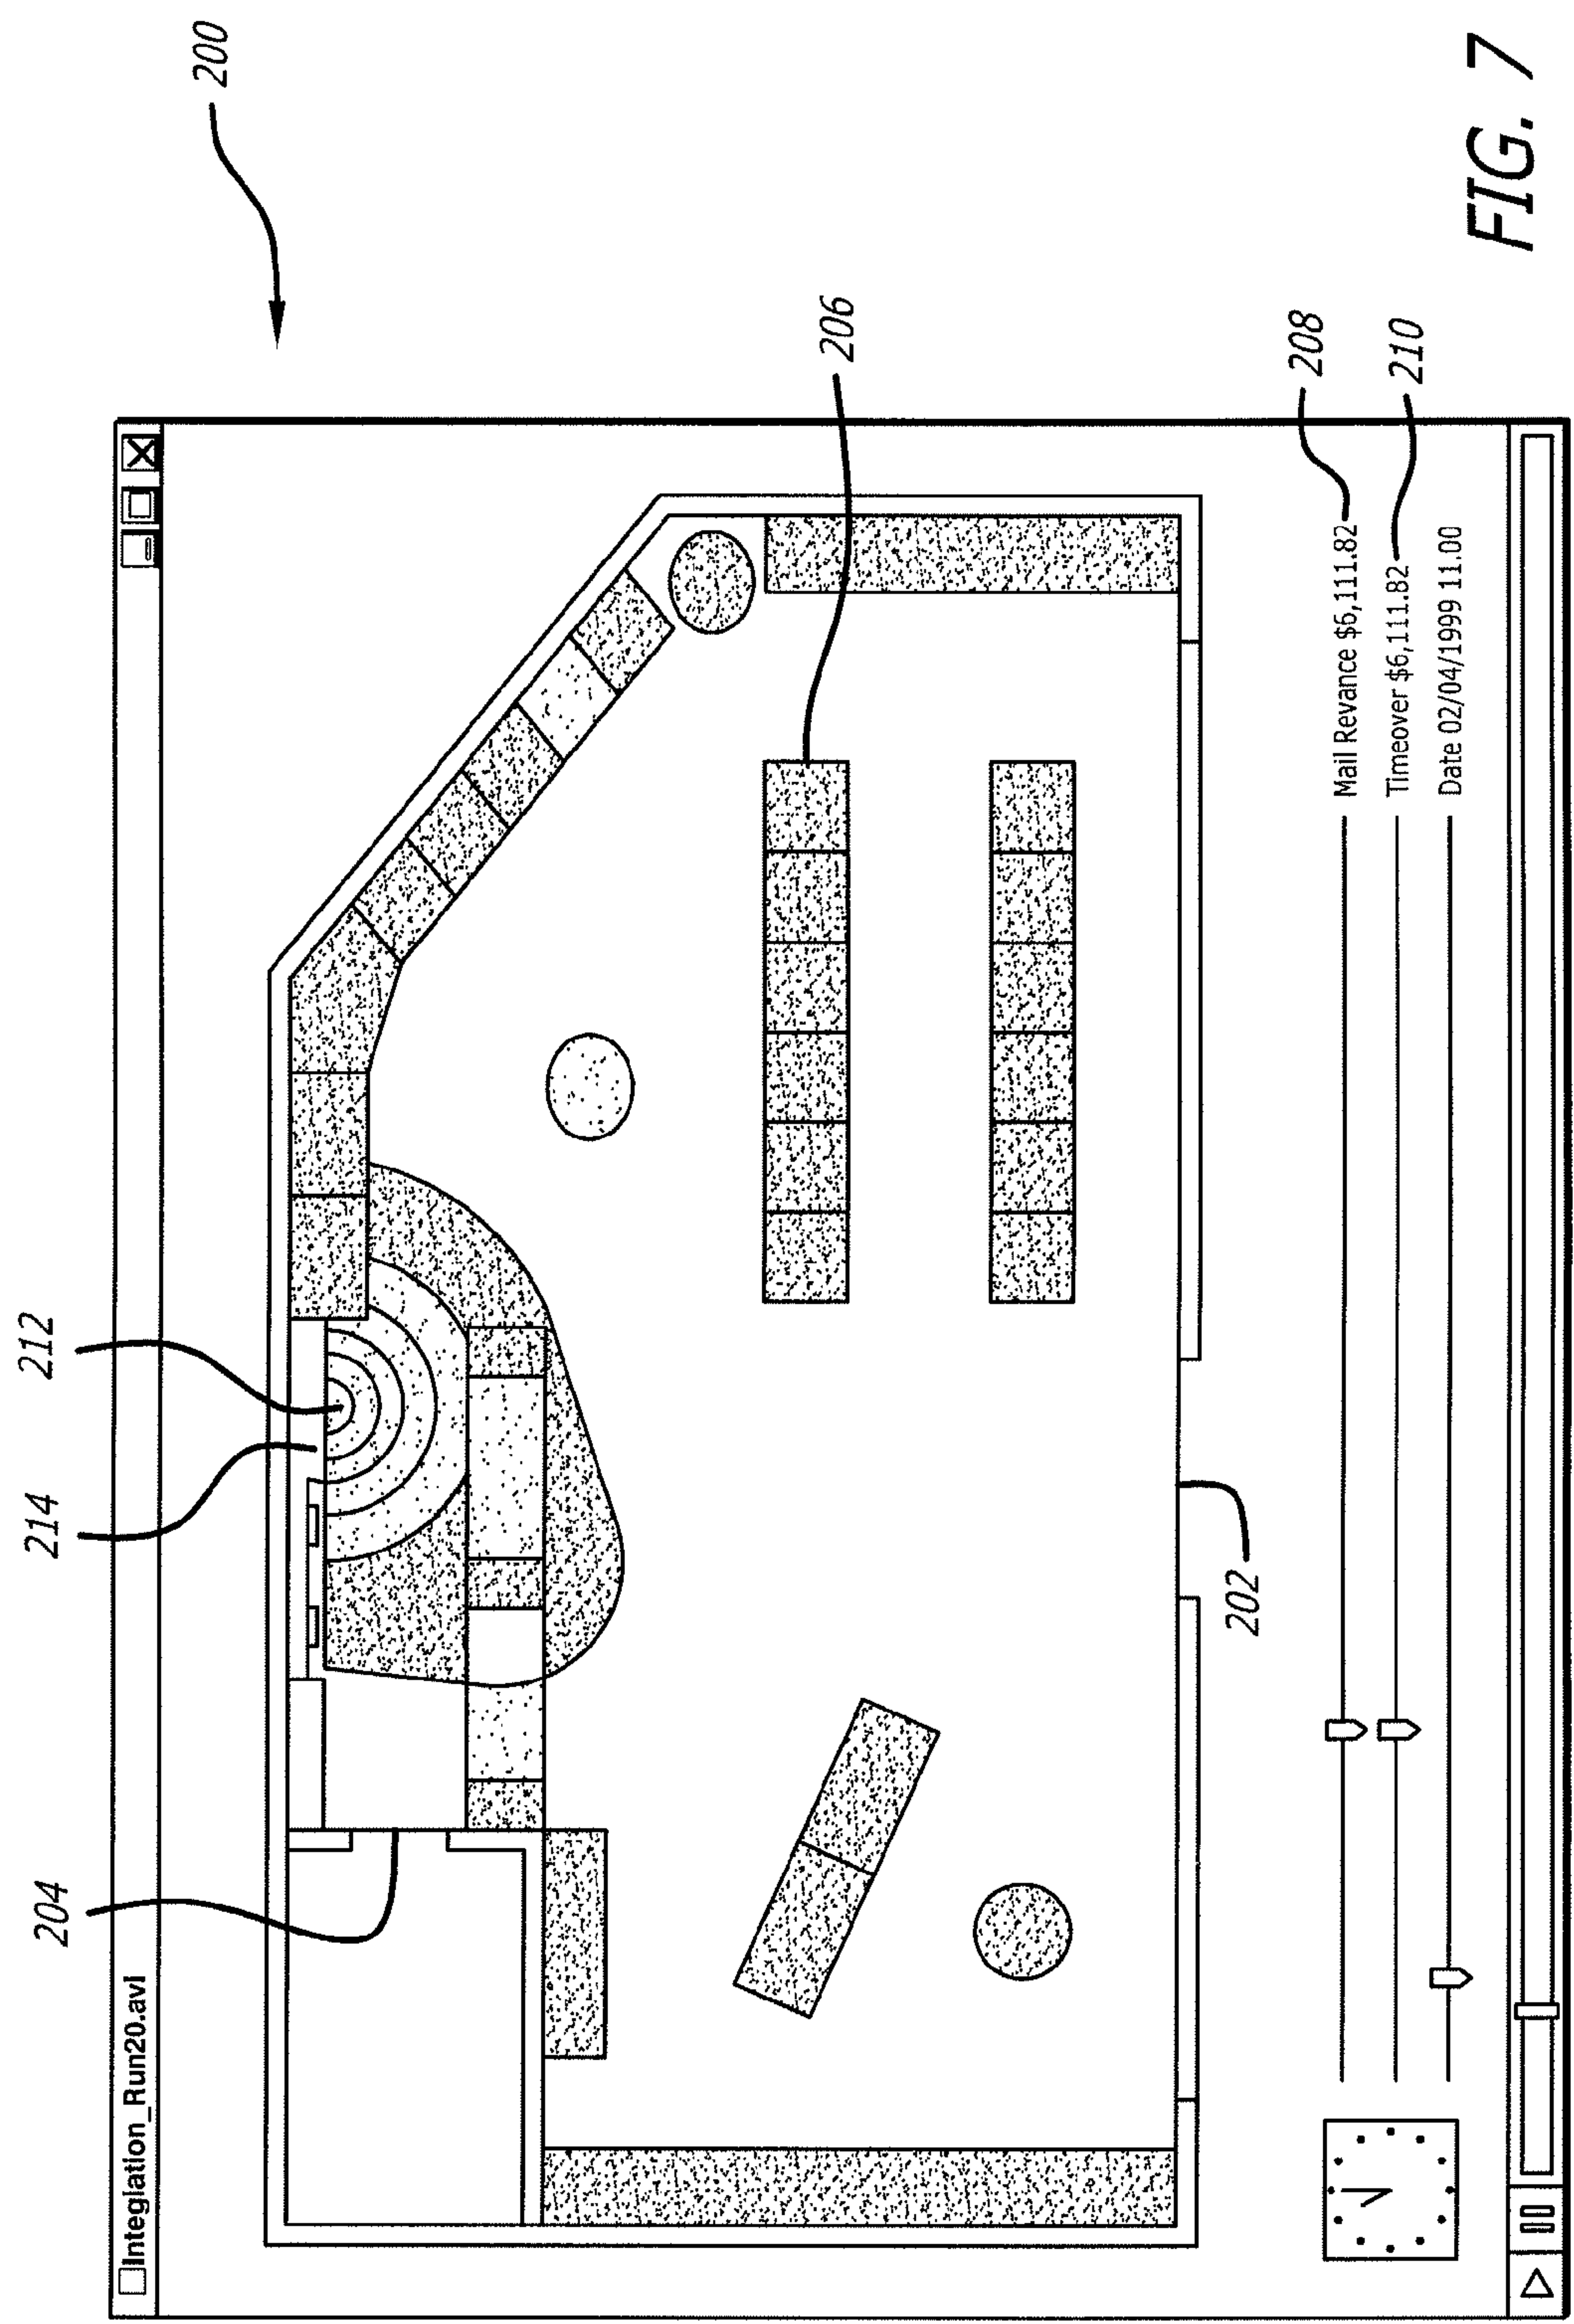 200
212
214
204
Integlation_Run20.avi
206
202
Mail Revance $6,111.82
208
Timeover $6,111.82
210
Date 02/04/1999 11.00
FIG. 7